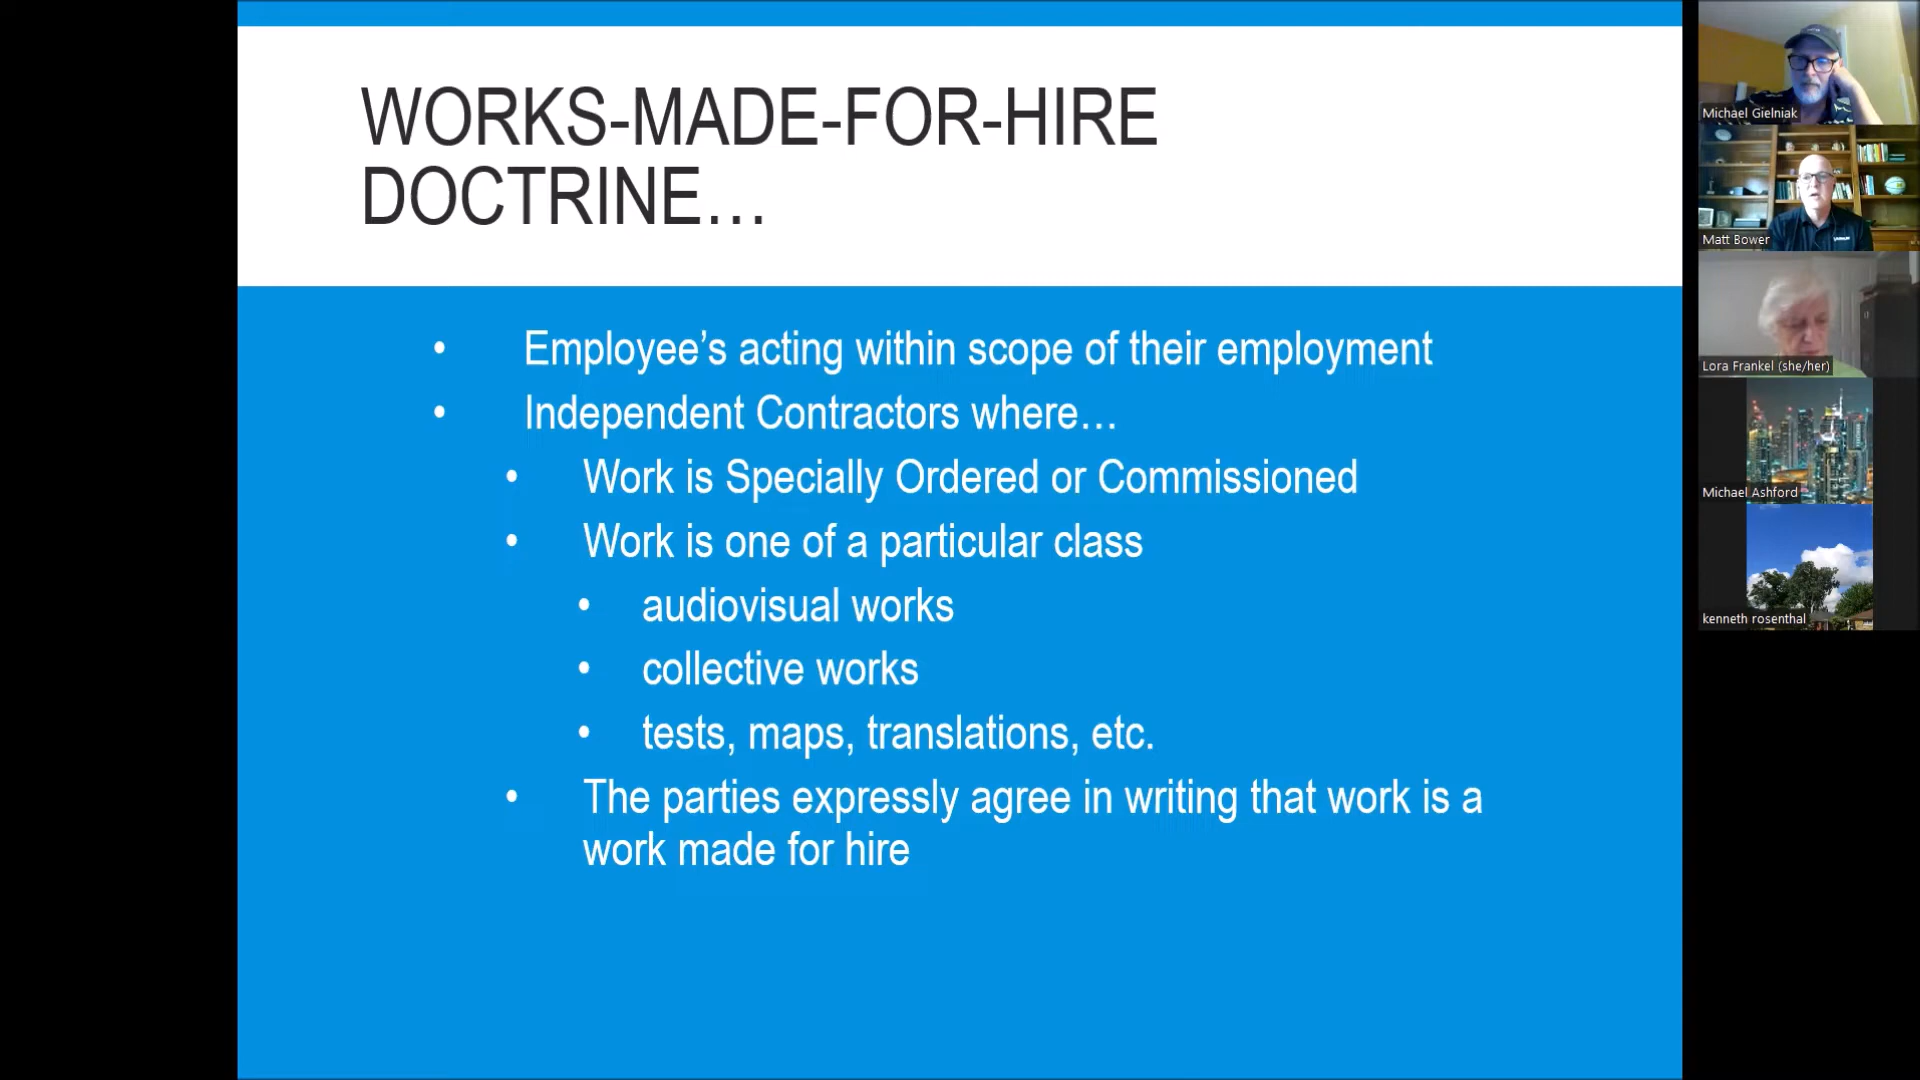 WORKS-MADE-FOR-HIRE
DOCTRINE…
• Employee’s acting within scope of their employment
• Independent Contractors where…
• Work is Specially Ordered or Commissioned
• Work is one of a particular class
• audiovisual works
• collective works
• tests, maps, translations, etc.
• The parties expressly agree in writing that work is a
work made for hire
Michael Gielniak
Matt Bower
Lora Frankel (she/her)
Michael Ashford
kenneth rosenthal